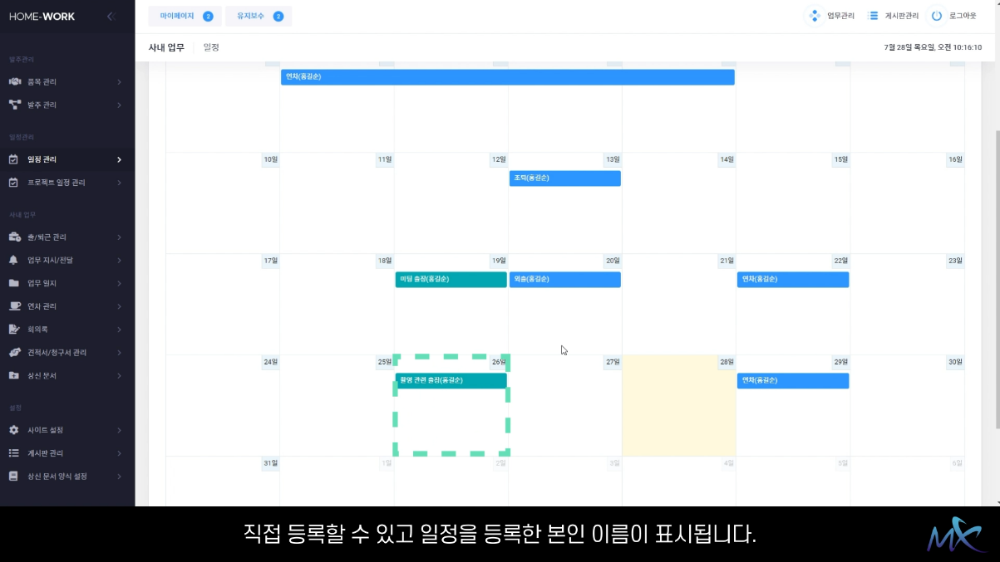 HOME-WORK
마이페이지 2
유지보수 2
업무관리
게시판관리
로그아웃
사내 업무
일정
7월 28일 목요일, 오전 10:16:10
발주관리
품목 관리
발주 관리
일정관리
일정 관리
프로젝트 일정 관리
사내 업무
출/퇴근 관리
업무 지시/전달
업무 일지
연차 관리
회의록
견적서/청구서 관리
상신 문서
설정
사이트 설정
게시판 관리
상신 문서 양식 설정
연차(홍길순)
10일 11일 12일 13일 14일 15일 16일
조퇴(홍길순)
17일 18일 19일 20일 21일 22일 23일
미팅 출장(홍길순) 외출(홍길순) 연차(홍길순)
24일 25일 26일 27일 28일 29일 30일
촬영 관련 출장(홍길순) 연차(홍길순)
31일 1일 2일 3일 4일 5일 6일
직접 등록할 수 있고 일정을 등록한 본인 이름이 표시됩니다.
MX